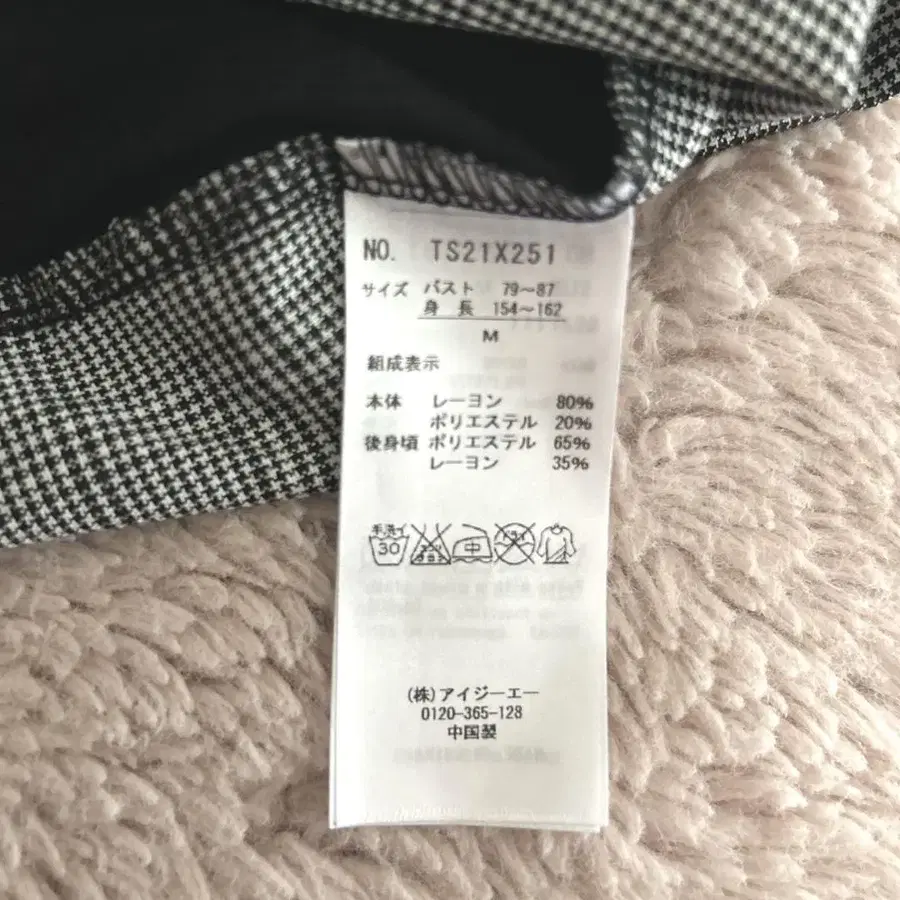 NO. TS21X251
サイズ バスト 79～87
身長 154～162
M
組成表示
本体 レーヨン 80%
ポリエステル 20%
後身頃 ポリエステル 65%
レーヨン 35%
手洗イ
30 中 ドライ
(株)アイジーエー
0120-365-128
中国製